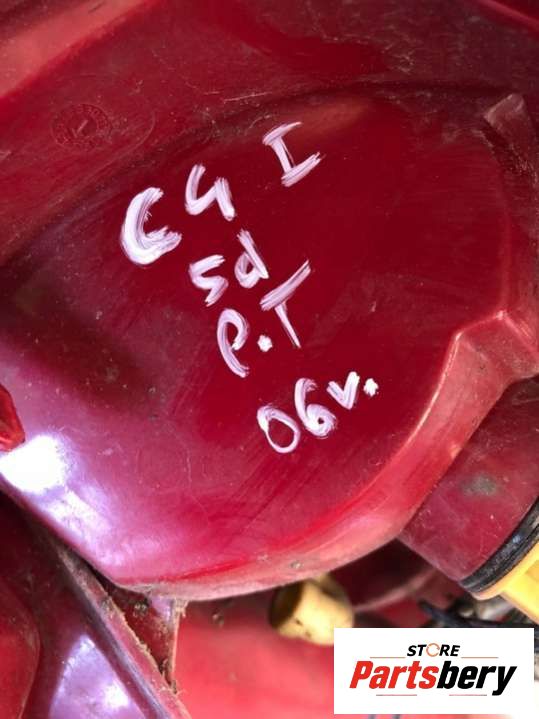 C4 I
5d
P.T
06v.
STORE
Partsbery